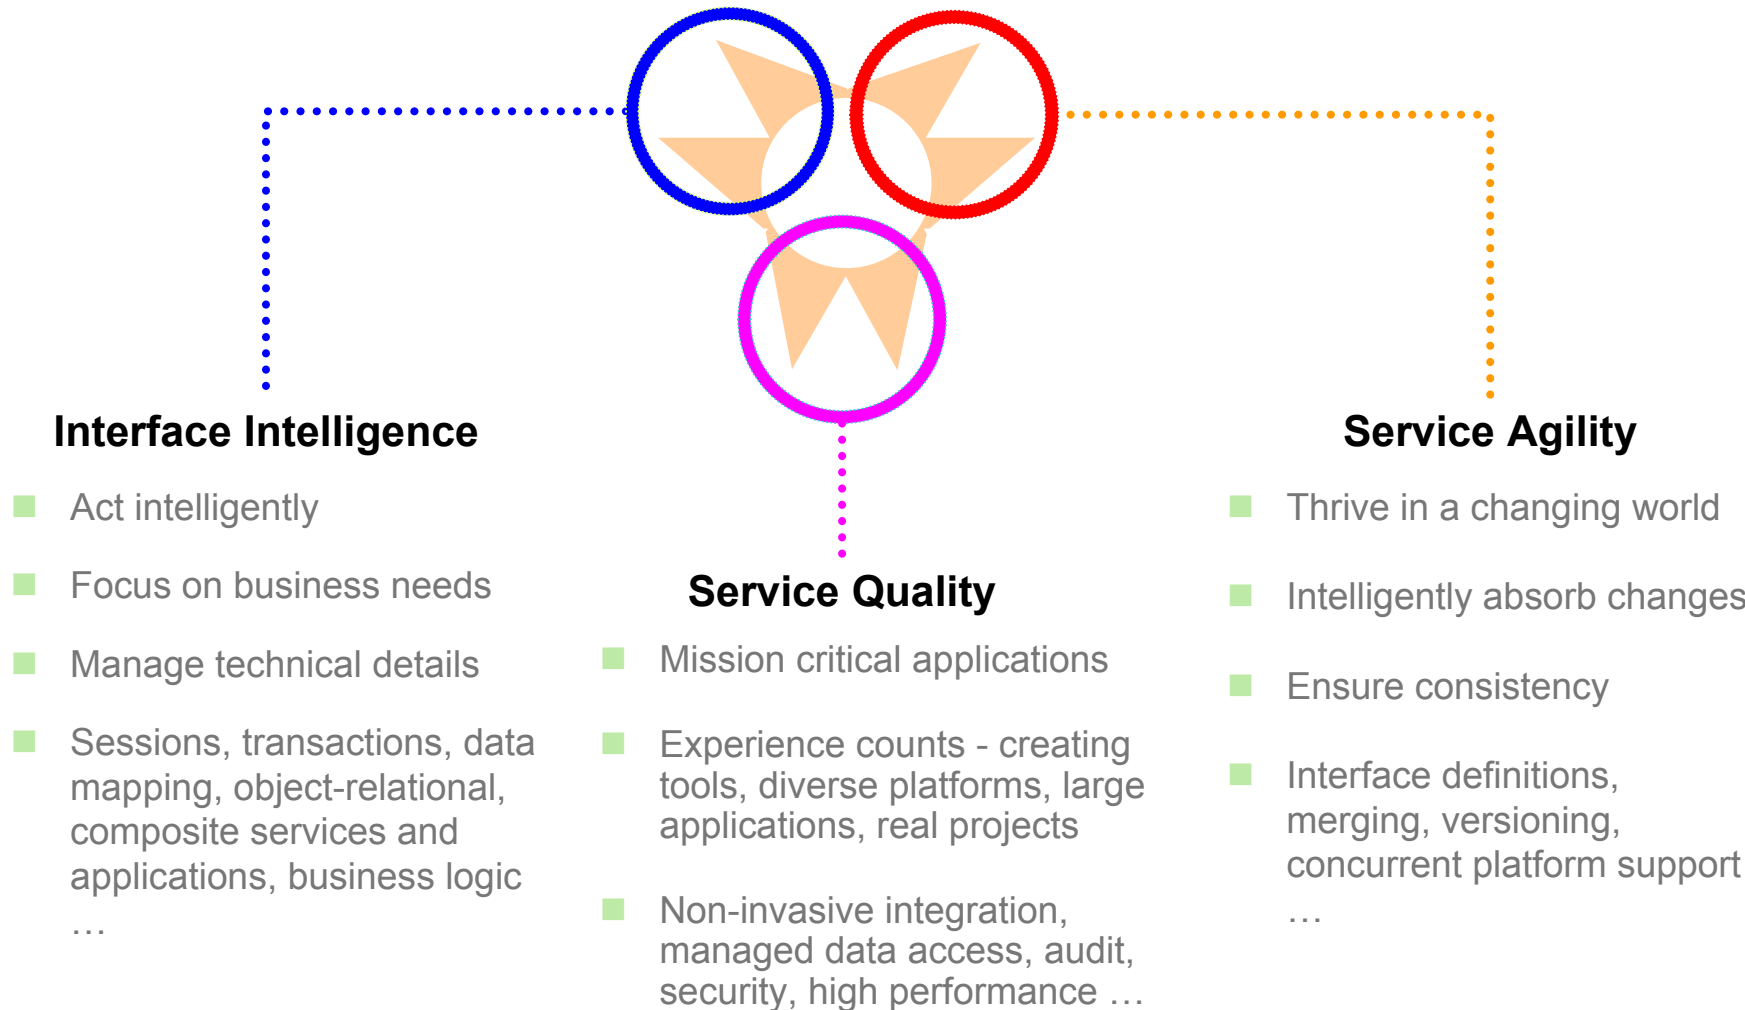 Interface Intelligence
Act intelligently
Focus on business needs
Manage technical details
Sessions, transactions, data
mapping, object-relational,
composite services and
applications, business logic
…
Service Quality
Mission critical applications
Experience counts - creating
tools, diverse platforms, large
applications, real projects
Non-invasive integration,
managed data access, audit,
security, high performance …
Service Agility
Thrive in a changing world
Intelligently absorb changes
Ensure consistency
Interface definitions,
merging, versioning,
concurrent platform support
…